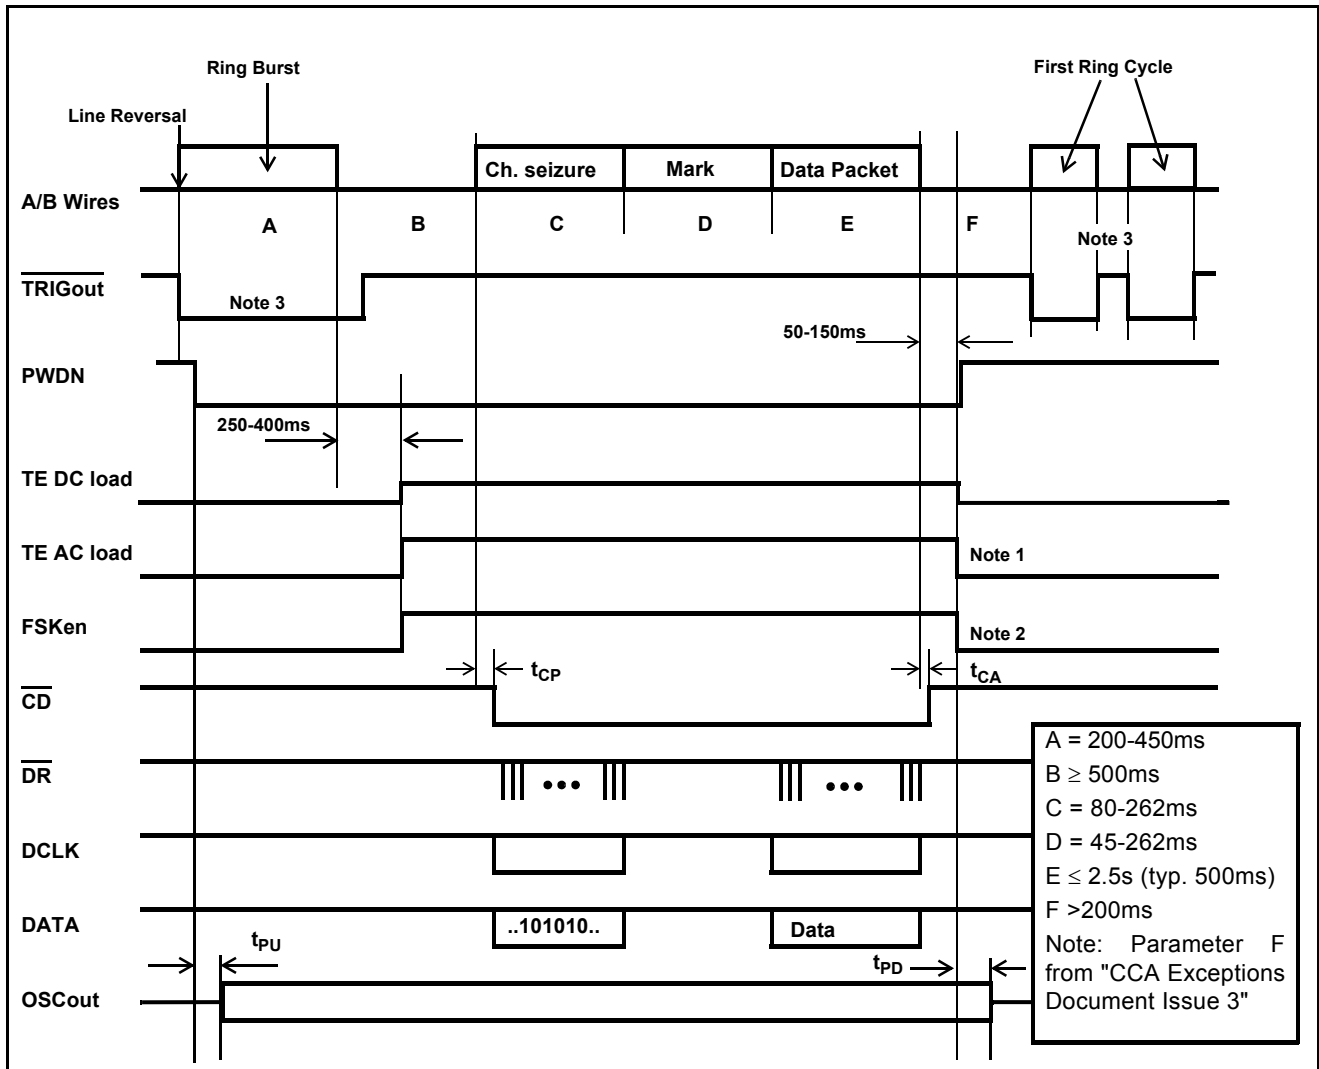 Ring Burst
First Ring Cycle
Line Reversal
Ch. seizure Mark Data Packet
A/B Wires
A B C D E F
Note 3
TRIGout
Note 3
50-150ms
PWDN
250-400ms
TE DC load
TE AC load
Note 1
FSKen
Note 2
tCP
tCA
CD
DR
DCLK
DATA
..101010..
Data
tPU
tPD
OSCout
A = 200-450ms
B ≥ 500ms
C = 80-262ms
D = 45-262ms
E ≤ 2.5s (typ. 500ms)
F >200ms
Note: Parameter F
from "CCA Exceptions
Document Issue 3"